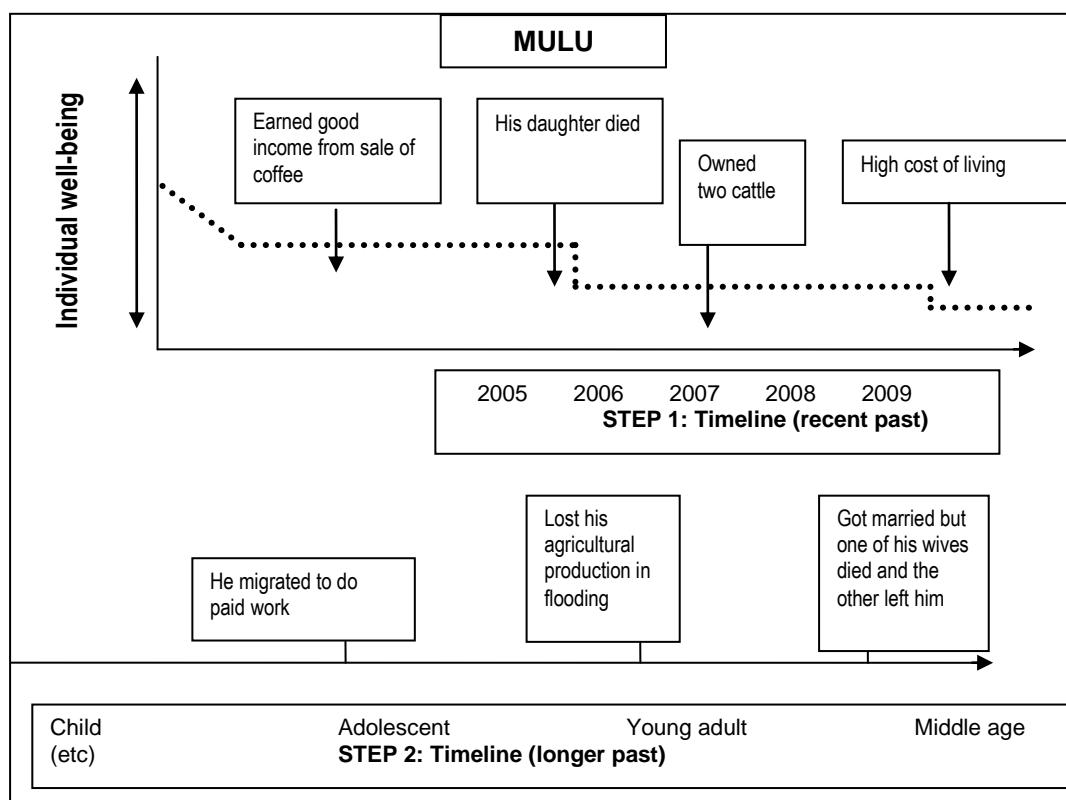 MULU
Individual well-being
Earned good
income from sale of
coffee
His daughter died
Owned
two cattle
High cost of living
2005 2006 2007 2008 2009
STEP 1: Timeline (recent past)
He migrated to do
paid work
Lost his
agricultural
production in
flooding
Got married but
one of his wives
died and the
other left him
Child Adolescent Young adult Middle age
(etc) STEP 2: Timeline (longer past)